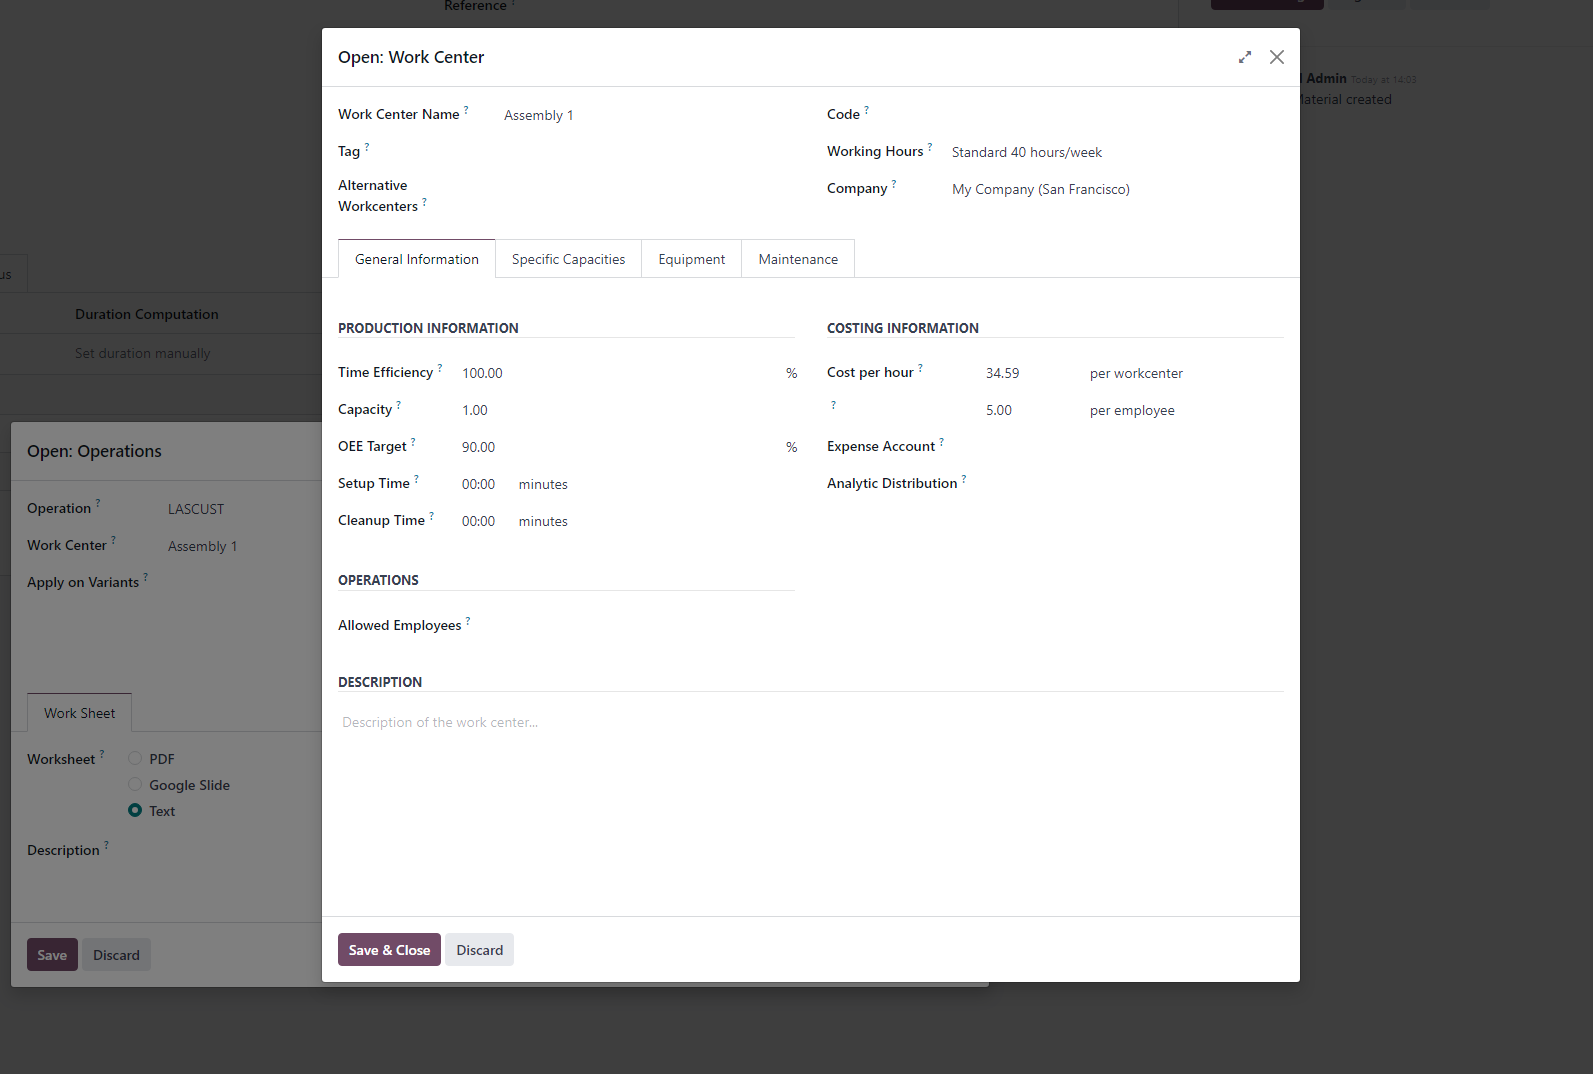 Reference ?
Open: Work Center
Admin Today at 14:03
Material created
Work Center Name ? Assembly 1
Code ?
Tag ?
Working Hours ? Standard 40 hours/week
Alternative
Workcenters ?
Company ? My Company (San Francisco)
General Information
Specific Capacities
Equipment
Maintenance
us
Duration Computation
Set duration manually
PRODUCTION INFORMATION
Time Efficiency ? 100.00 %
Capacity ? 1.00
OEE Target ? 90.00 %
Setup Time ? 00:00 minutes
Cleanup Time ? 00:00 minutes
COSTING INFORMATION
Cost per hour ? 34.59 per workcenter
? 5.00 per employee
Expense Account ?
Analytic Distribution ?
OPERATIONS
Allowed Employees ?
DESCRIPTION
Description of the work center...
Save & Close
Discard
Open: Operations
Operation ? LASCUST
Work Center ? Assembly 1
Apply on Variants ?
Work Sheet
Worksheet ? PDF
Google Slide
Text
Description ?
Save
Discard